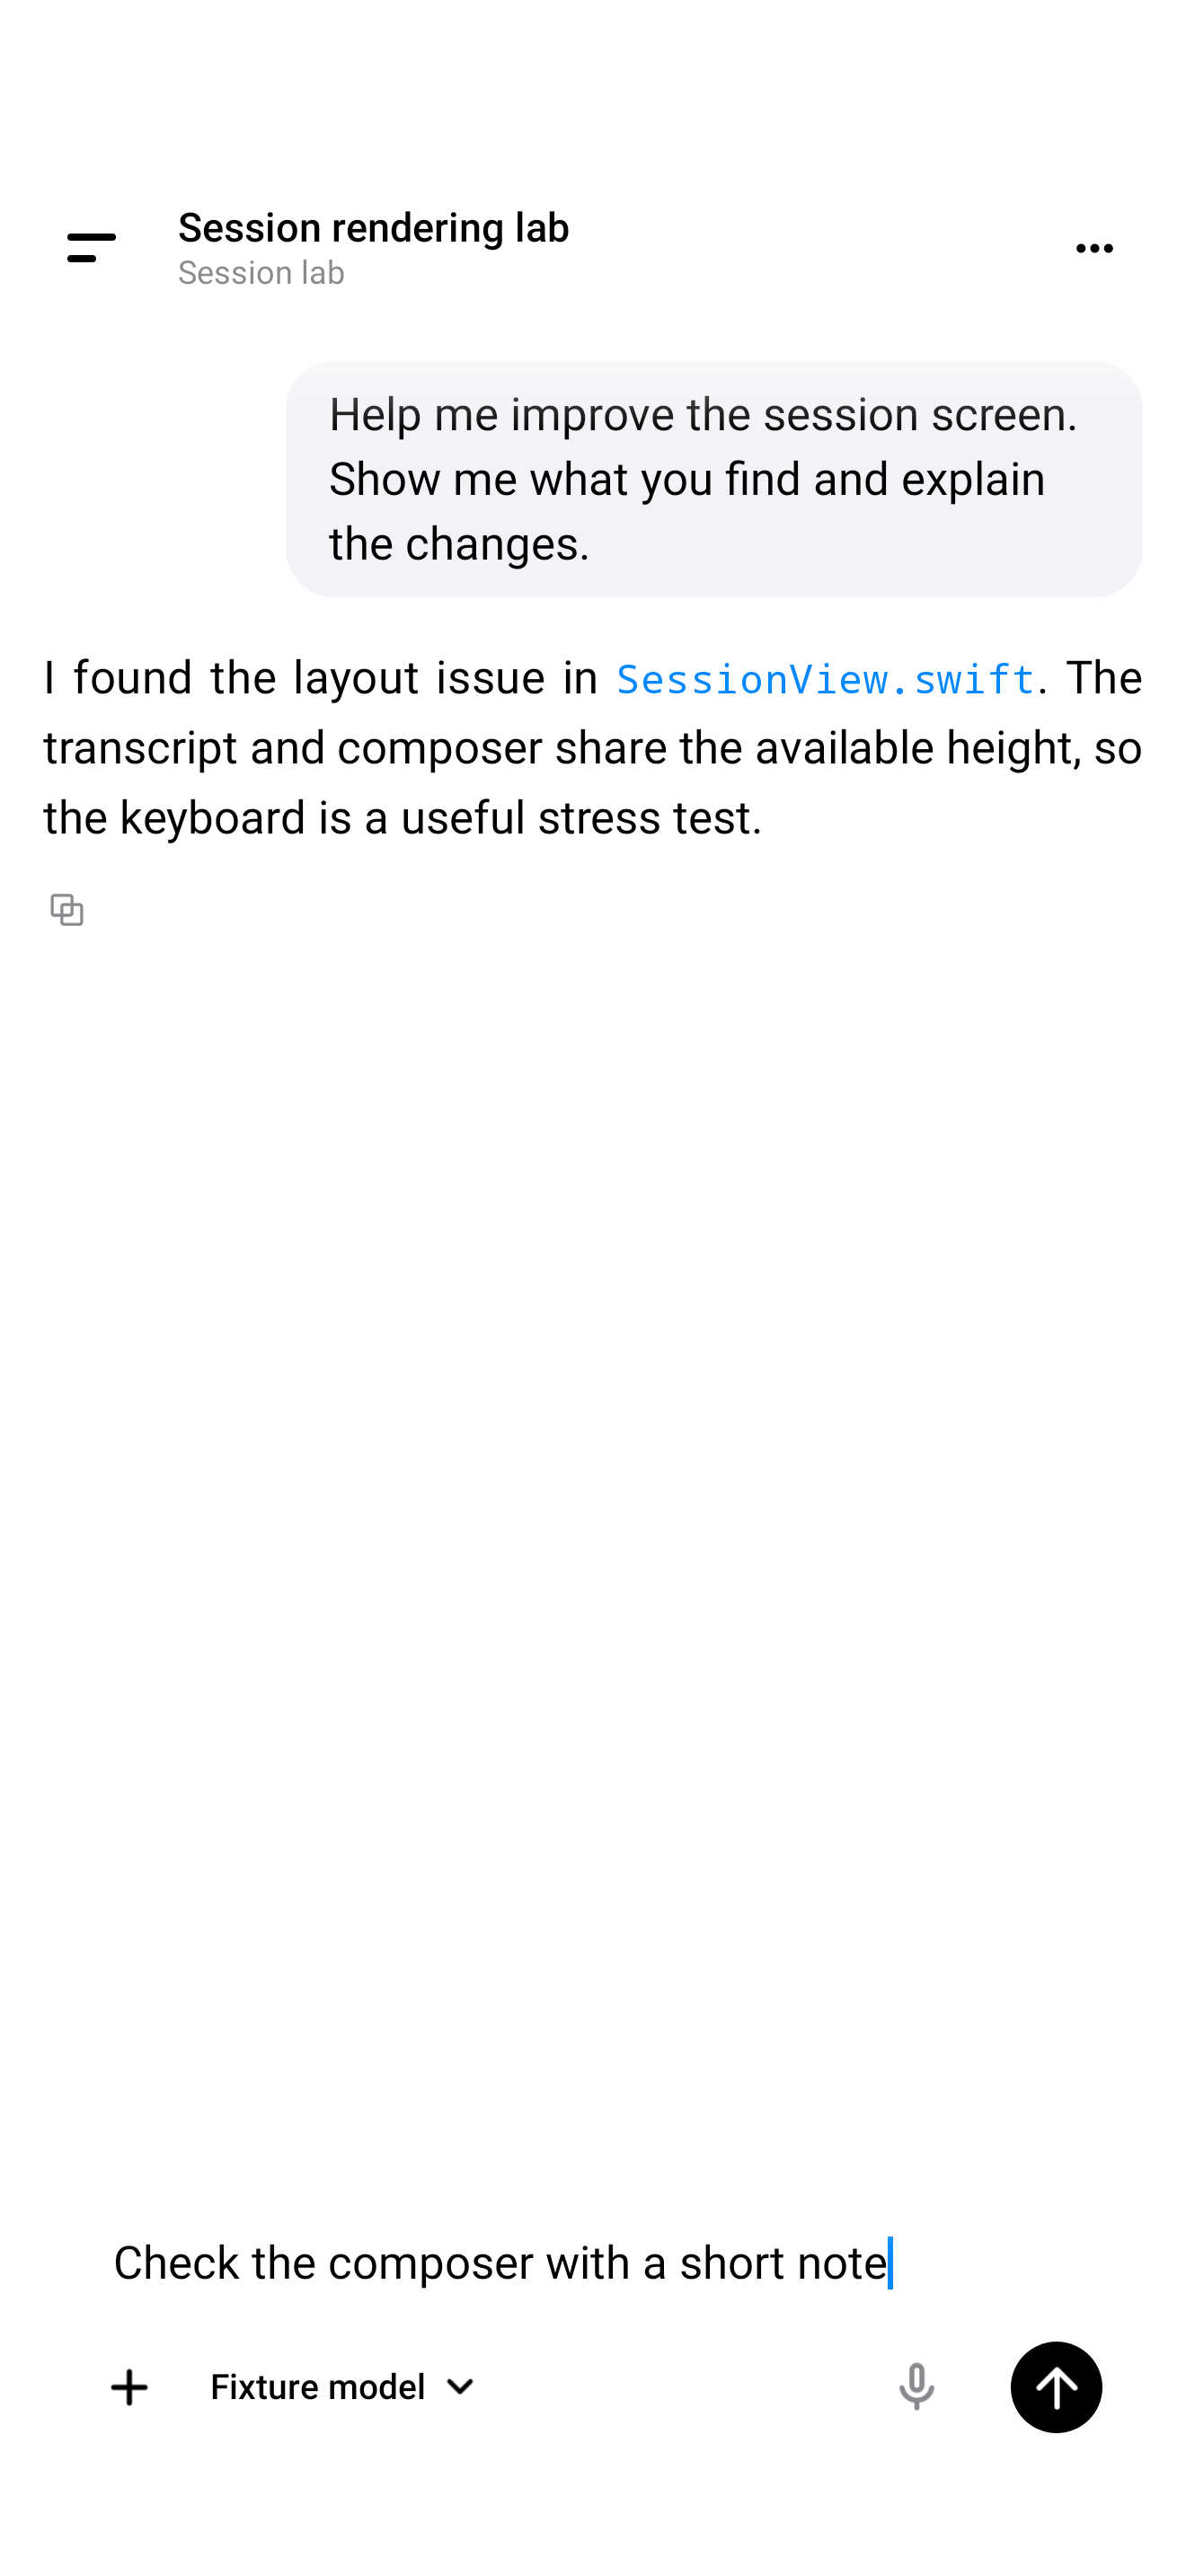 Session rendering lab
Session lab
Help me improve the session screen.
Show me what you find and explain
the changes.
I found the layout issue in SessionView.swift. The
transcript and composer share the available height, so
the keyboard is a useful stress test.
Check the composer with a short note
Fixture model